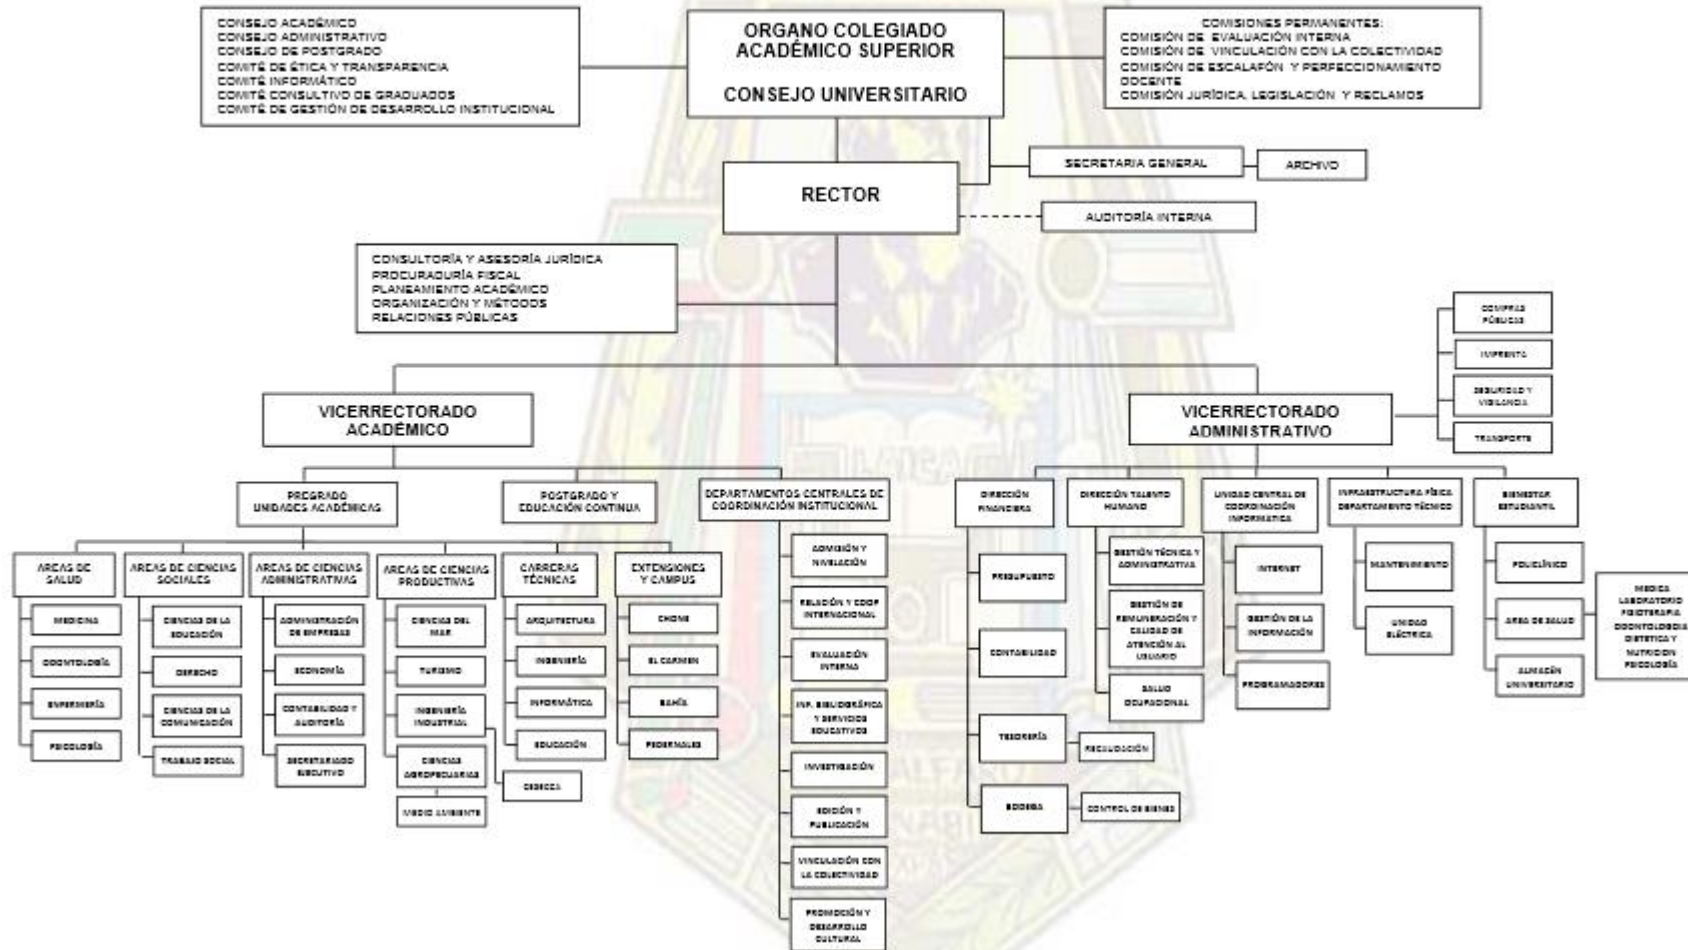 CONSEJO ACADÉMICO
CONSEJO ADMINISTRATIVO
CONSEJO DE POSTGRADO
COMITÉ DE ÉTICA Y TRANSPARENCIA
COMITÉ INFORMÁTICO
COMITÉ CONSULTIVO DE GRADUADOS
COMITÉ DE GESTIÓN DE DESARROLLO INSTITUCIONAL
ORGANO COLEGIADO
ACADÉMICO SUPERIOR
CONSEJO UNIVERSITARIO
COMISIONES PERMANENTES:
COMISIÓN DE EVALUACIÓN INTERNA
COMISIÓN DE VINCULACIÓN CON LA COLECTIVIDAD
COMISIÓN DE ESCALAFÓN Y PERFECCIONAMIENTO
DOCENTE
COMISIÓN JURÍDICA, LEGISLACIÓN Y RECLAMOS
RECTOR
SECRETARIA GENERAL
ARCHIVO
AUDITORÍA INTERNA
CONSULTORÍA Y ASESORÍA JURÍDICA
PROCURADURÍA FISCAL
PLANEAMIENTO ACADÉMICO
ORGANIZACIÓN Y MÉTODOS
RELACIONES PÚBLICAS
COMPRAS
PÚBLICAS
IMPRENTA
SEGURIDAD Y
VIGILANCIA
TRANSPORTE
VICERRECTORADO
ACADÉMICO
VICERRECTORADO
ADMINISTRATIVO
PREGRADO
UNIDADES ACADÉMICAS
POSTGRADO Y
EDUCACIÓN CONTINUA
DEPARTAMENTOS CENTRALES DE
COORDINACIÓN INSTITUCIONAL
DIRECCIÓN
FINANCIERA
DIRECCIÓN TALENTO
HUMANO
UNIDAD CENTRAL DE
COORDINACIÓN
INFORMATICA
INFRAESTRUCTURA FÍSICA
DEPARTAMENTO TÉCNICO
BIENESTAR
ESTUDIANTIL
AREAS DE
SALUD
AREAS DE CIENCIAS
SOCIALES
AREAS DE CIENCIAS
ADMINISTRATIVAS
AREAS DE CIENCIAS
PRODUCTIVAS
CARRERAS
TÉCNICAS
EXTENSIONES
Y CAMPUS
MEDICINA
ODONTOLOGÍA
ENFERMERÍA
PSICOLOGÍA
CIENCIAS DE LA
EDUCACIÓN
DERECHO
CIENCIAS DE LA
COMUNICACIÓN
TRABAJO SOCIAL
ADMINISTRACIÓN
DE EMPRESAS
ECONOMÍA
CONTABILIDAD Y
AUDITORÍA
SECRETARIADO
EJECUTIVO
CIENCIAS DEL
MAR
TURISMO
INGENIERÍA
INDUSTRIAL
CIENCIAS
AGROPECUARIAS
MEDIO AMBIENTE
ARQUITECTURA
INGENIERÍA
INFORMÁTICA
EDUCACIÓN
CHONE
EL CARMEN
BAHÍA
PEDERNALES
ADMISIÓN Y
NIVELACIÓN
RELACIÓN Y COOP
INTERNACIONAL
EVALUACIÓN
INTERNA
INF. BIBLIOGRÁFICA
Y SERVICIOS
EDUCATIVOS
INVESTIGACIÓN
EDICIÓN Y
PUBLICACIÓN
VINCULACIÓN CON
LA COLECTIVIDAD
PROMOCIÓN Y
DESARROLLO
CULTURAL
PRESUPUESTO
CONTABILIDAD
TESORERÍA
RECAUDACIÓN
BODEGA
CONTROL DE BIENES
GESTIÓN TÉCNICA Y
ADMINISTRATIVA
GESTIÓN DE
REMUNERACIÓN Y
CALIDAD DE
ATENCIÓN AL
USUARIO
SALUD
OCUPACIONAL
INTERNET
GESTIÓN DE LA
INFORMACIÓN
PROGRAMADORES
MANTENIMIENTO
UNIDAD
ELÉCTRICA
POLICLÍNICO
AREA DE SALUD
ALMACÉN
UNIVERSITARIO
MEDICA
LABORATORIO
FISIOTERAPIA
ODONTOLOGIA
DIETETICA Y
NUTRICION
PSICOLOGÍA